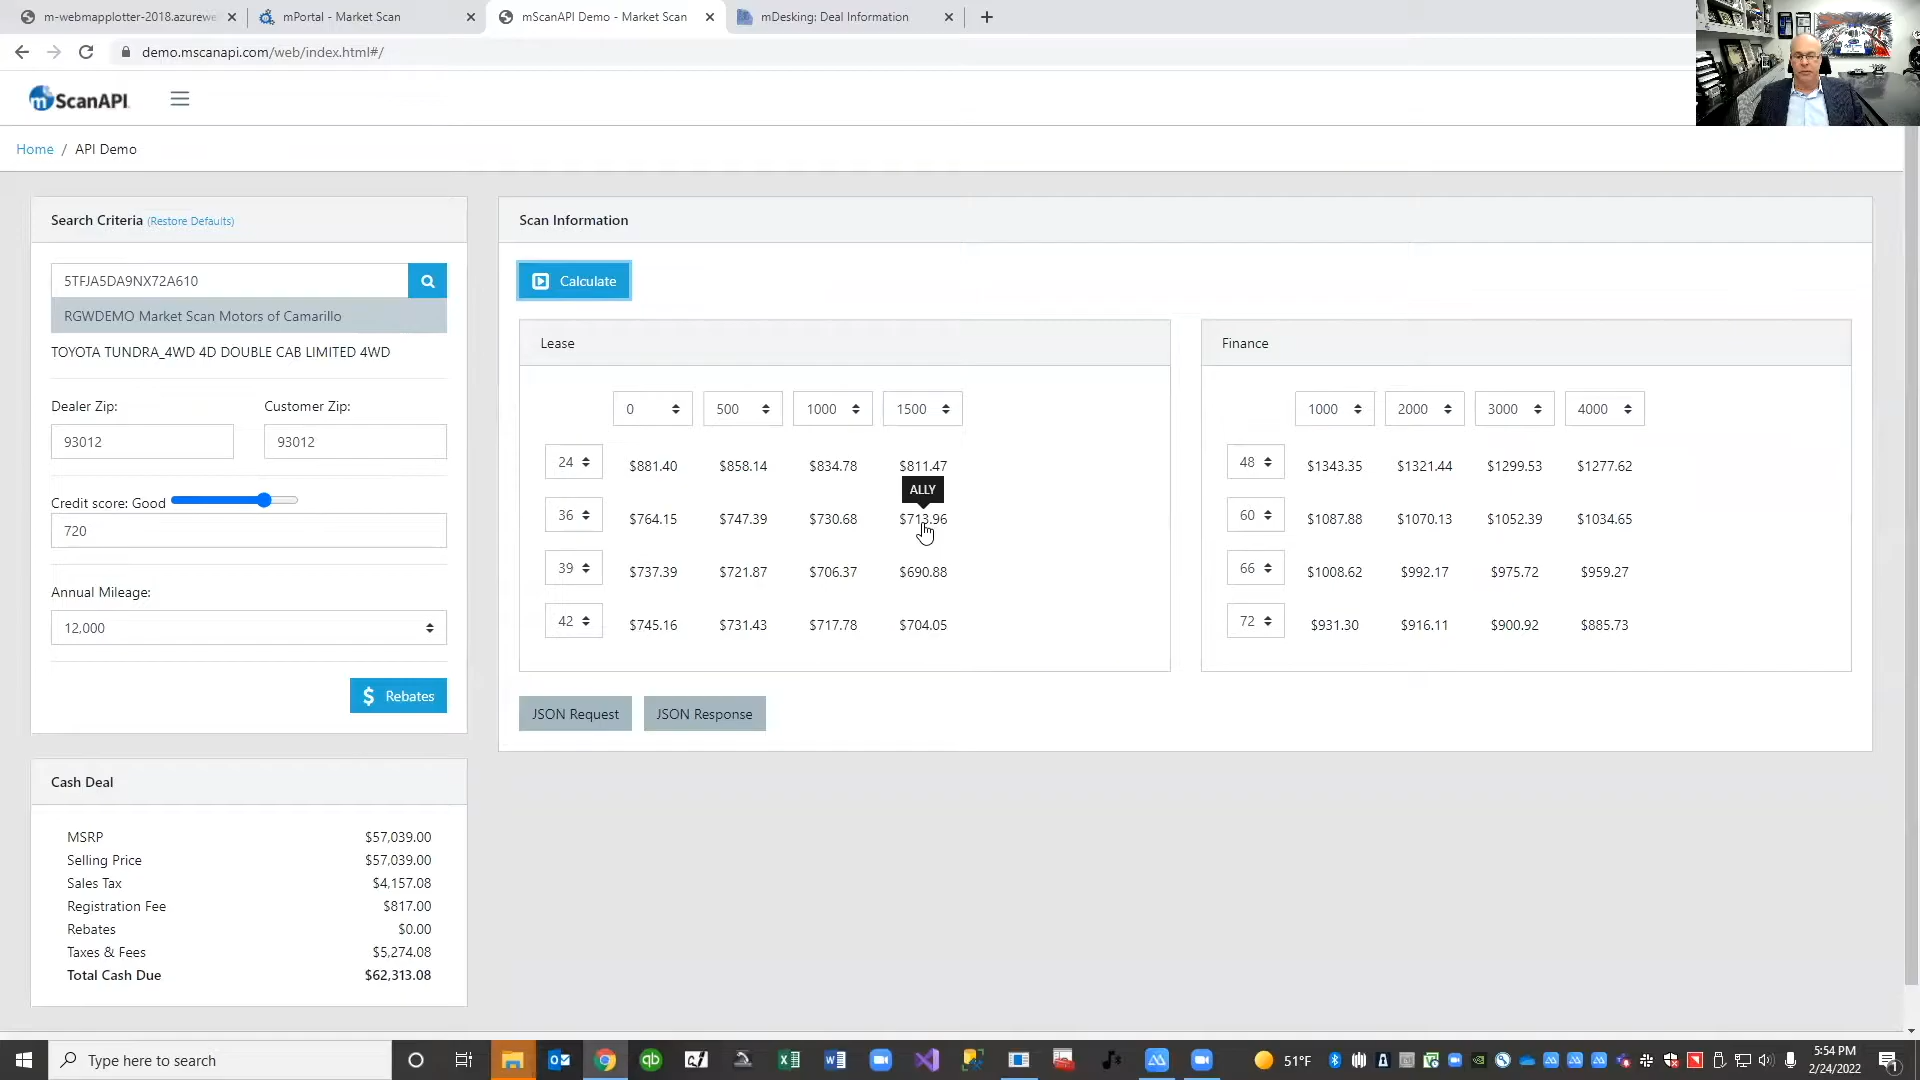 m-webmapplotter-2018.azurewe
mPortal - Market Scan
mScanAPI Demo - Market Scan
mDesking: Deal Information
demo.mscanapi.com/web/index.html#/
mScanAPI
Home / API Demo
Search Criteria (Restore Defaults)
5TFJA5DA9NX72A610
RGWDEMO Market Scan Motors of Camarillo
TOYOTA TUNDRA_4WD 4D DOUBLE CAB LIMITED 4WD
Dealer Zip: Customer Zip:
93012 93012
Credit score: Good
720
Annual Mileage:
12,000
$ Rebates
Cash Deal
MSRP $57,039.00
Selling Price $57,039.00
Sales Tax $4,157.08
Registration Fee $817.00
Rebates $0.00
Taxes & Fees $5,274.08
Total Cash Due $62,313.08
Scan Information
Calculate
Lease
0 500 1000 1500
24 $881.40 $858.14 $834.78 $811.47
ALLY
36 $764.15 $747.39 $730.68 $713.96
39 $737.39 $721.87 $706.37 $690.88
42 $745.16 $731.43 $717.78 $704.05
Finance
1000 2000 3000 4000
48 $1343.35 $1321.44 $1299.53 $1277.62
60 $1087.88 $1070.13 $1052.39 $1034.65
66 $1008.62 $992.17 $975.72 $959.27
72 $931.30 $916.11 $900.92 $885.73
JSON Request JSON Response
Type here to search
qb
51°F
5:54 PM
2/24/2022
1